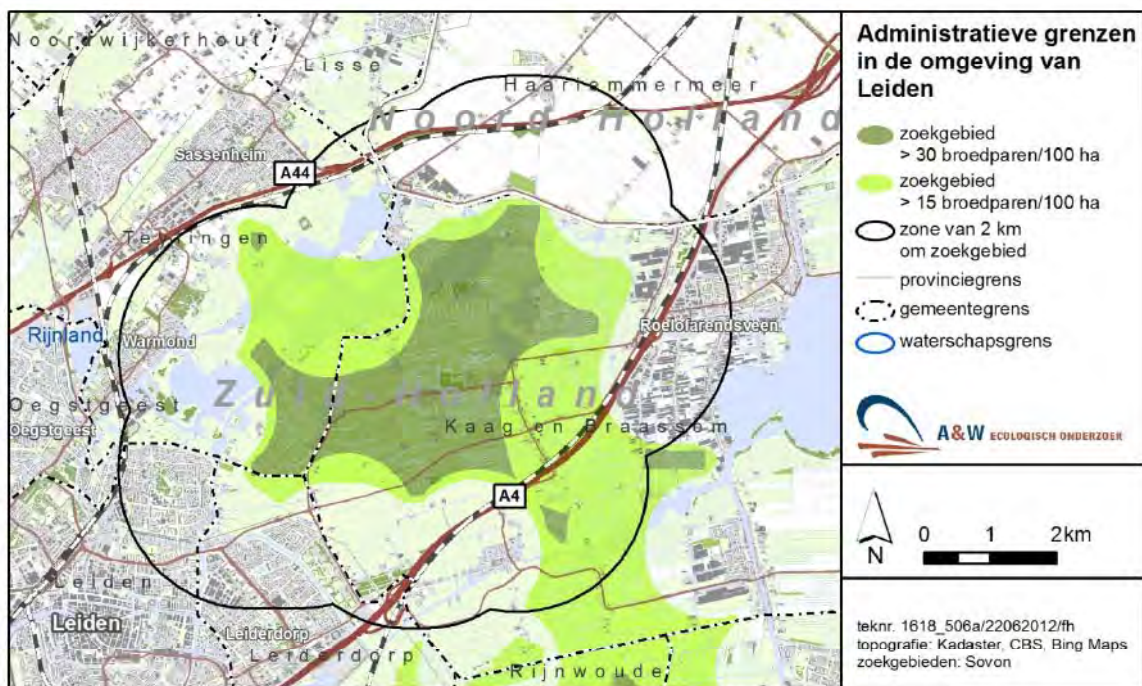 Noordwijkerhout
Lisse
Haarlemmermeer
Noord Holland
Sassenheim
A44
Teylingen
Rijnland
Warmond
Roelofarendsveen
Zuid-Holland
Oegstgeest
Oegstgeest
Kaag en Braassem
A4
Leiden
Leiden
Leiderdorp
Leiderdorp
Rijnwoude
Administratieve grenzen
in de omgeving van
Leiden
zoekgebied
> 30 broedparen/100 ha
zoekgebied
> 15 broedparen/100 ha
zone van 2 km
om zoekgebied
provinciegrens
gemeentegrens
waterschapsgrens
A&W ECOLOGISCH ONDERZOEK
N
0 1 2km
teknr. 1618_506a/22062012/fh
topografie: Kadaster, CBS, Bing Maps
zoekgebieden: Sovon